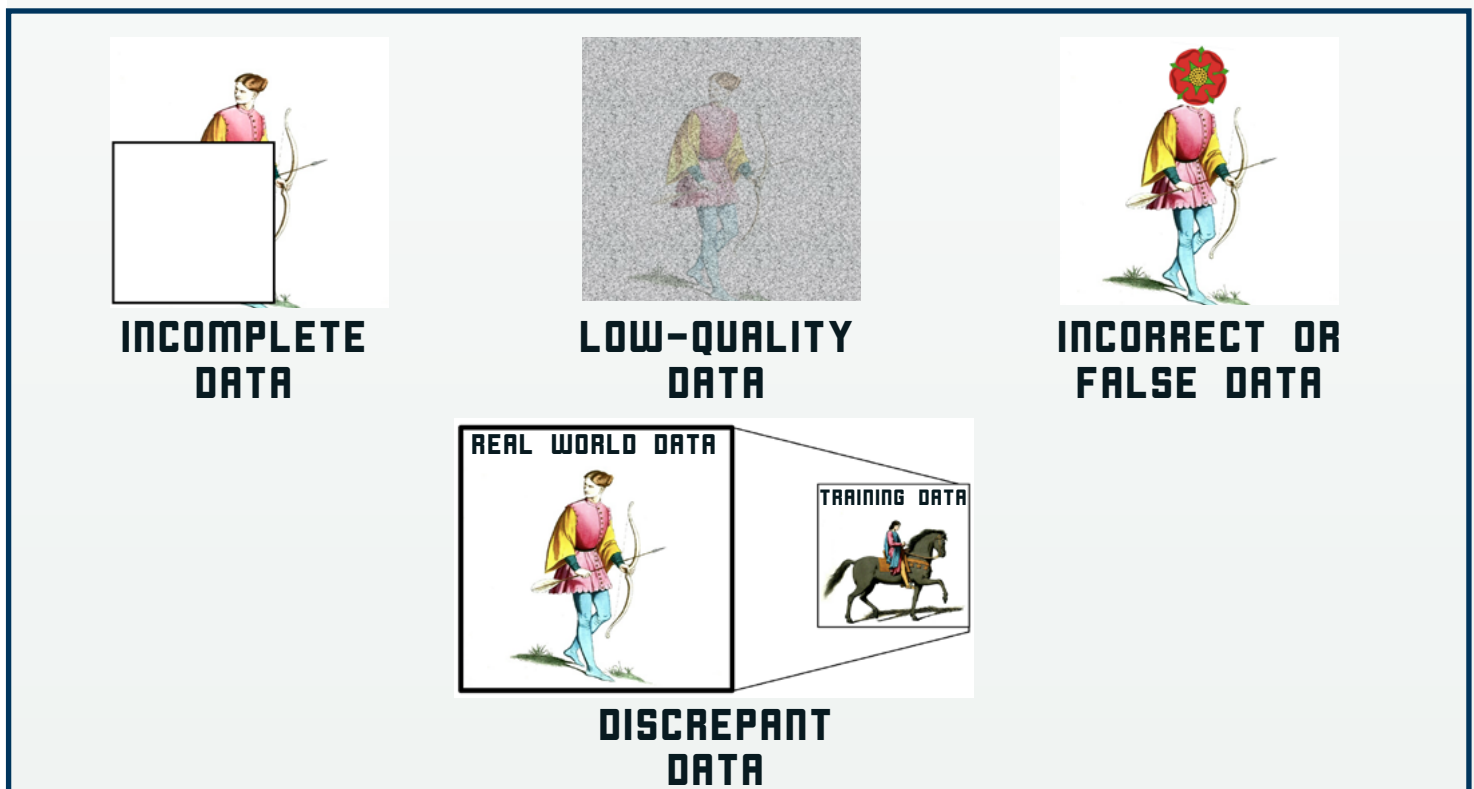 INCOMPLETE
DATA
LOW-QUALITY
DATA
INCORRECT OR
FALSE DATA
REAL WORLD DATA
TRAINING DATA
DISCREPANT
DATA